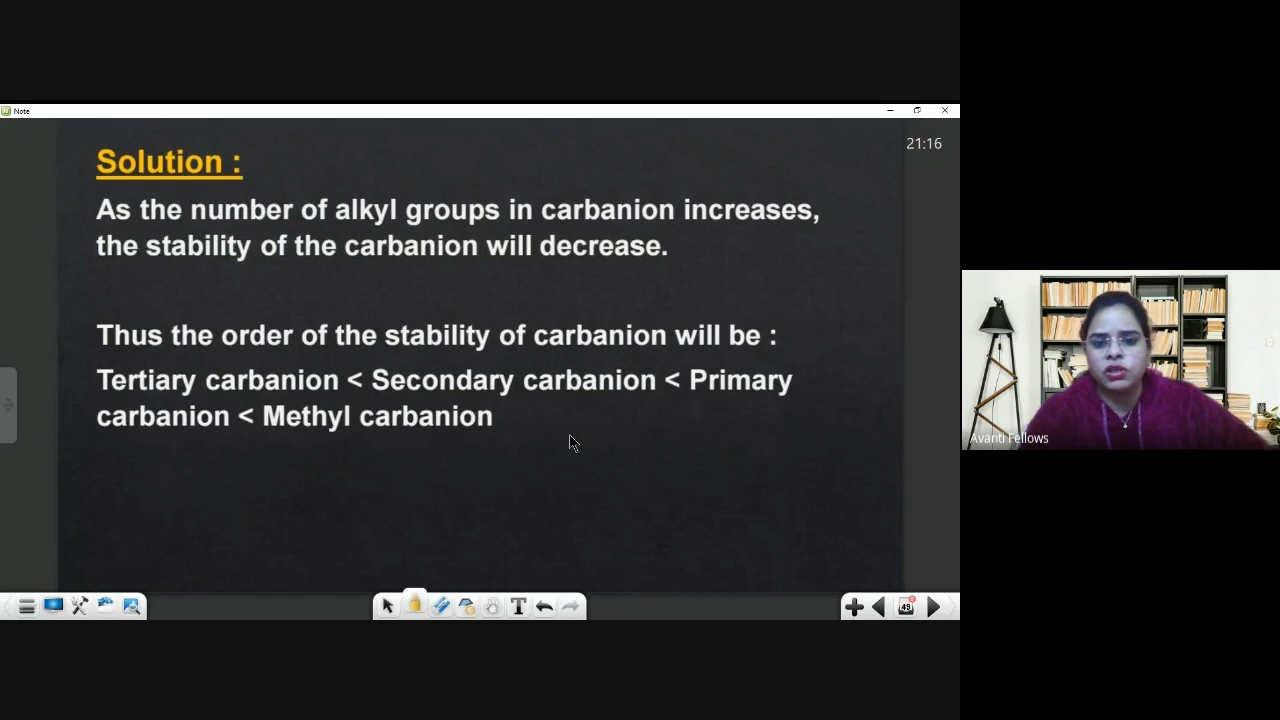 Note
21:16
Solution :
As the number of alkyl groups in carbanion increases,
the stability of the carbanion will decrease.
Thus the order of the stability of carbanion will be :
Tertiary carbanion < Secondary carbanion < Primary
carbanion < Methyl carbanion
Avanti Fellows
T
49